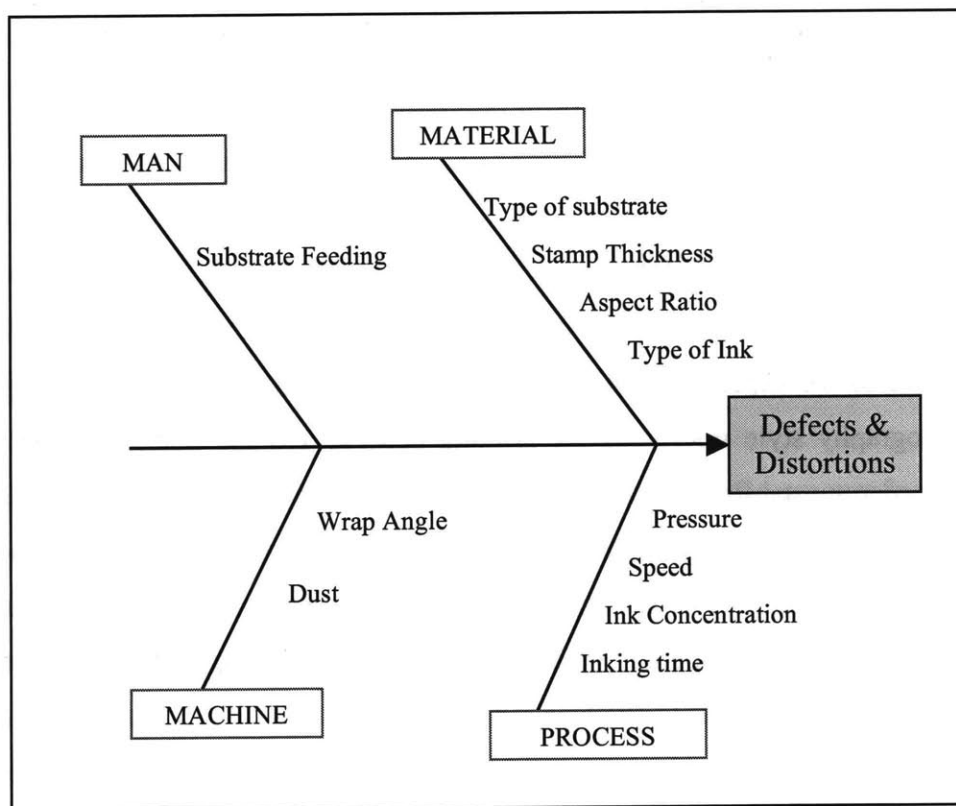 MAN
Substrate Feeding
MATERIAL
Type of substrate
Stamp Thickness
Aspect Ratio
Type of Ink
Defects &
Distortions
Wrap Angle
Dust
MACHINE
Pressure
Speed
Ink Concentration
Inking time
PROCESS